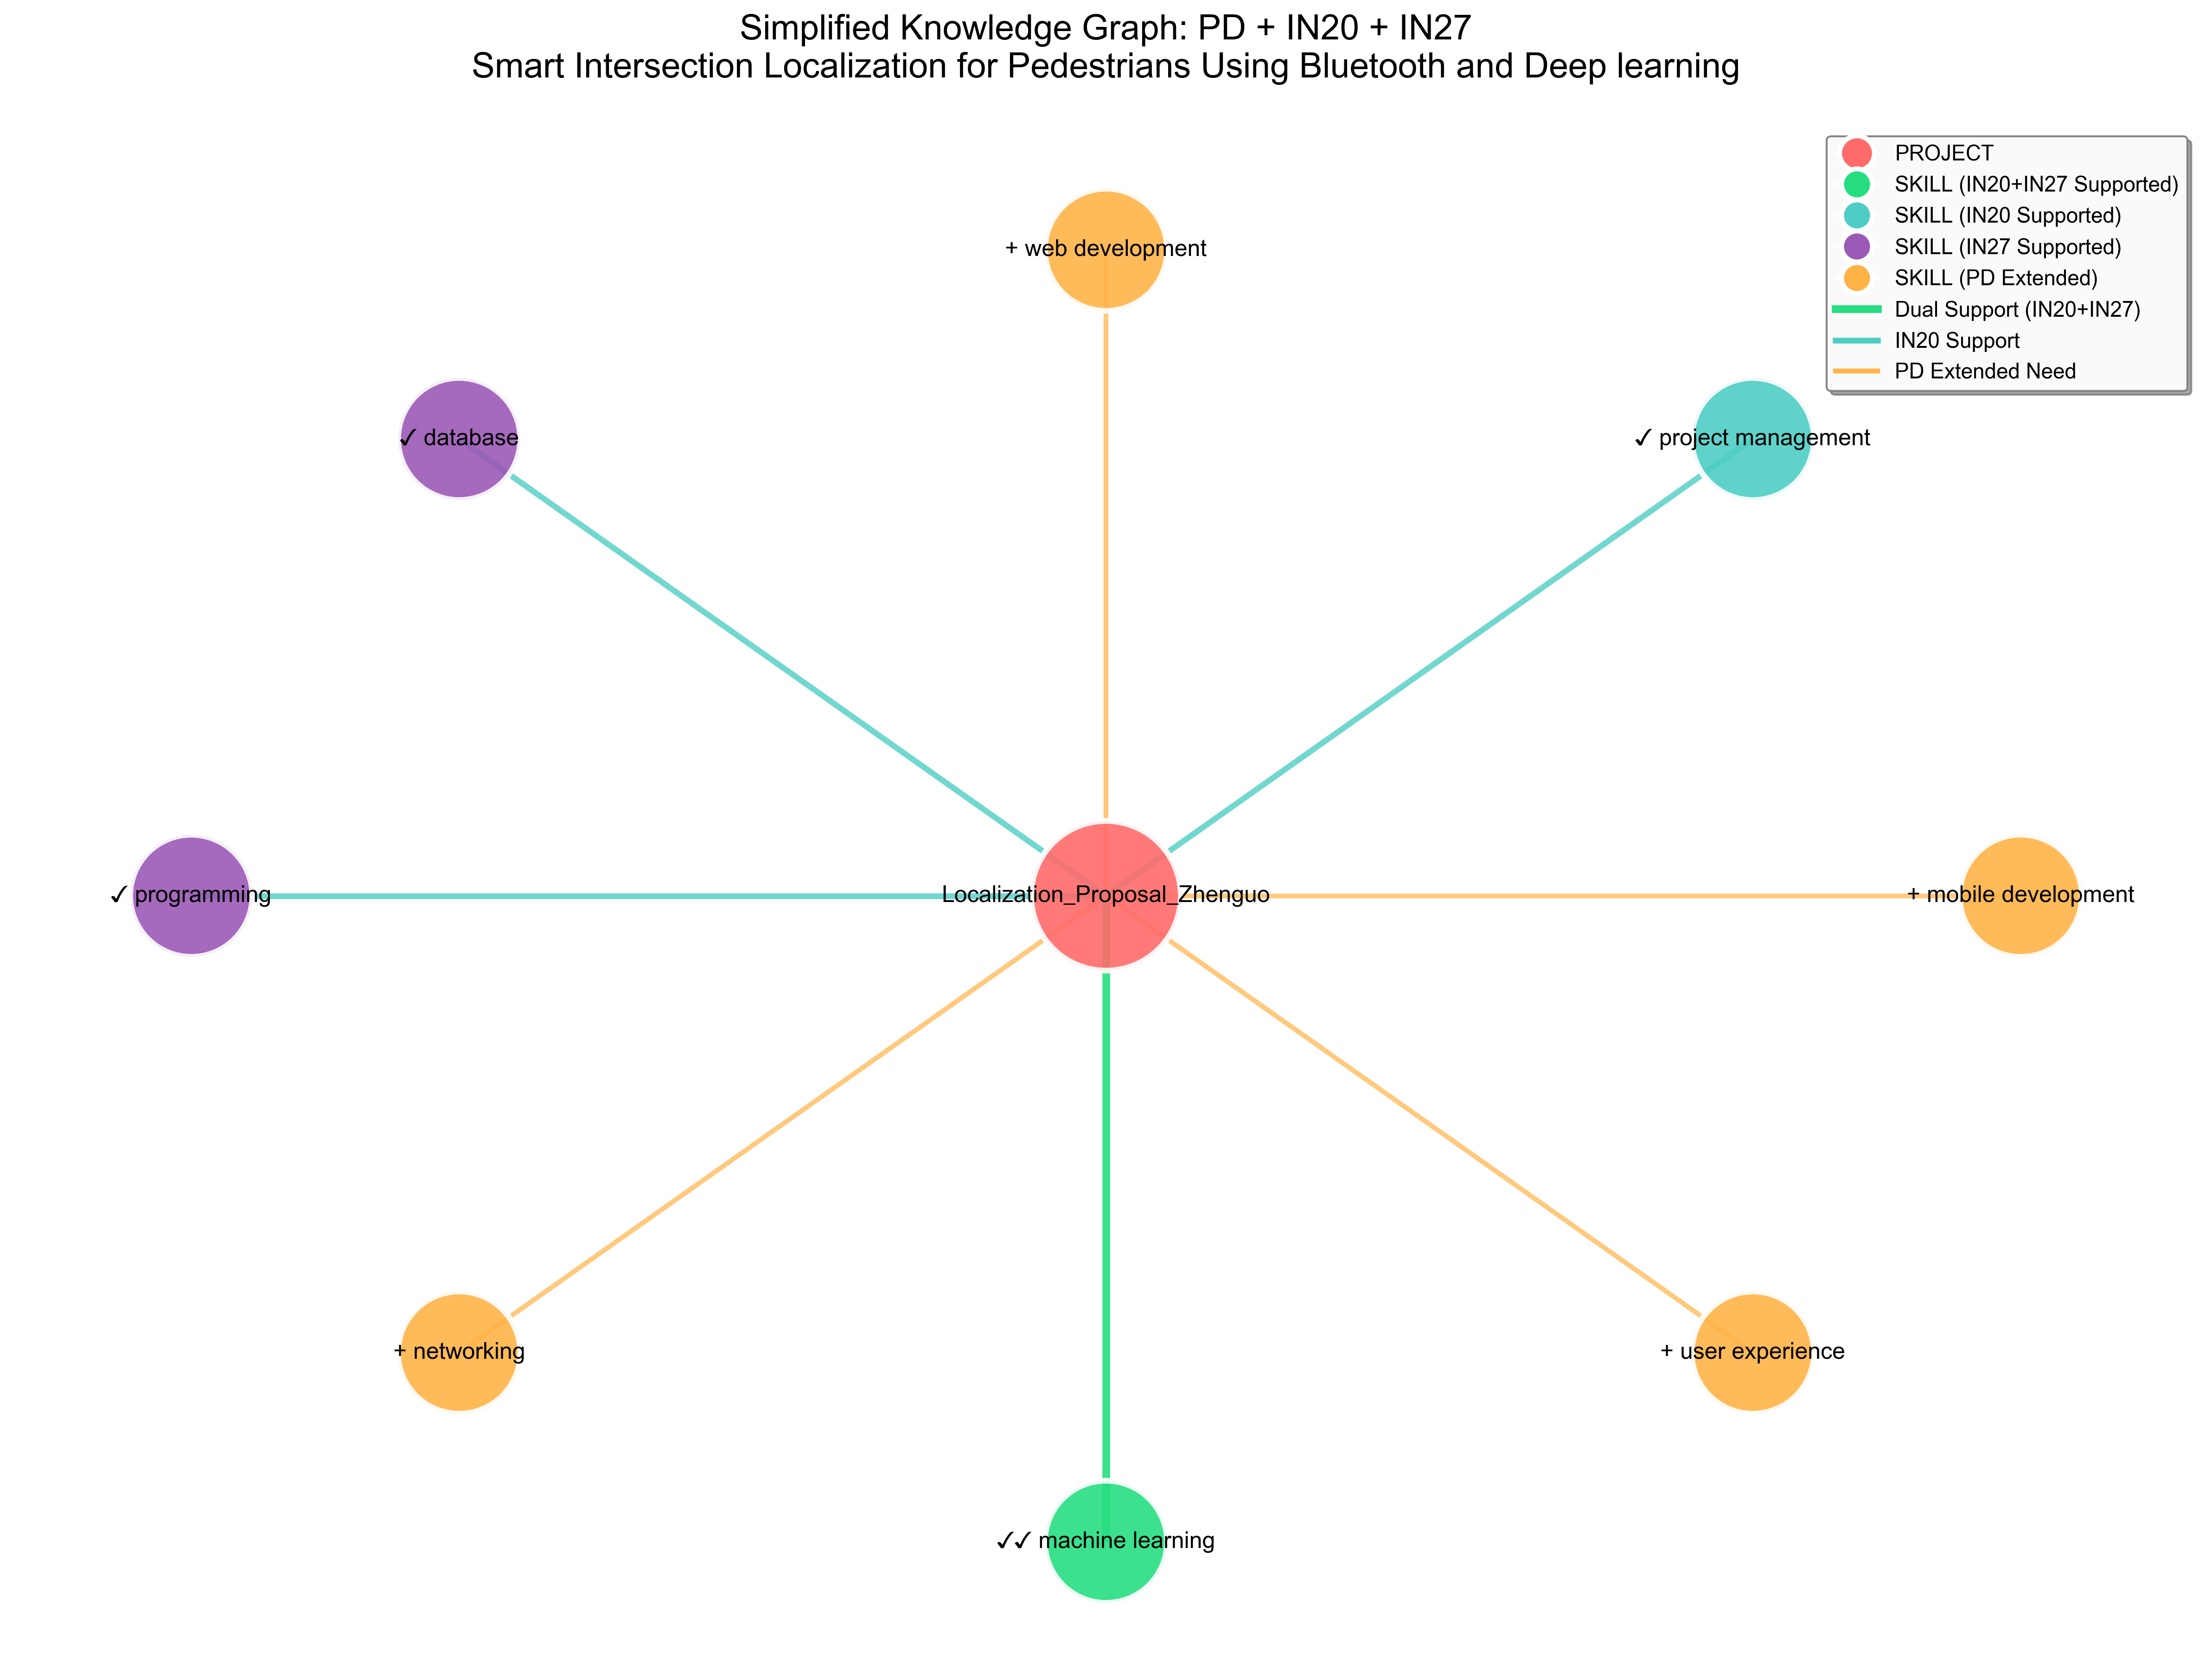 Simplified Knowledge Graph: PD + IN20 + IN27
Smart Intersection Localization for Pedestrians Using Bluetooth and Deep learning
PROJECT
SKILL (IN20+IN27 Supported)
SKILL (IN20 Supported)
SKILL (IN27 Supported)
SKILL (PD Extended)
Dual Support (IN20+IN27)
IN20 Support
PD Extended Need
+ web development
✓ database
✓ project management
✓ programming
Localization_Proposal_Zhenguo
+ mobile development
+ networking
+ user experience
✓✓ machine learning